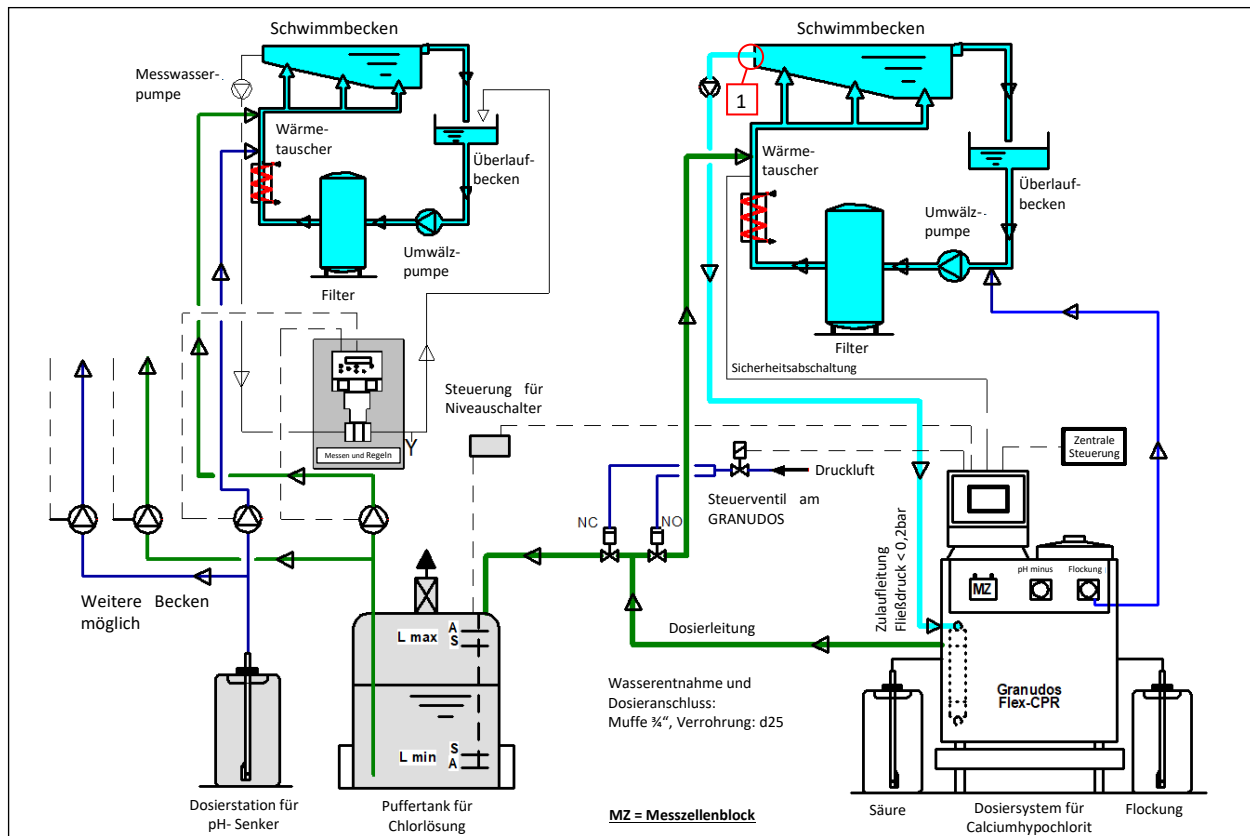 Schwimmbecken
Schwimmbecken
Messwasser-
pumpe
1
Wärme-
tauscher
Überlauf-
becken
Umwälz-
pumpe
Filter
Wärme-
tauscher
Überlauf-
becken
Umwälz-
pumpe
Filter
Sicherheitsabschaltung
Steuerung für
Niveauschalter
Messen und Regeln
Y
Zentrale
Steuerung
Druckluft
Steuerventil am
GRANUDOS
NC
NO
Zulaufleitung
Fließdruck < 0,2bar
pH minus
Flockung
MZ
Weitere Becken
möglich
A
L max
S
Dosierleitung
Wasserentnahme und
Dosieranschluss:
Muffe ¾“, Verrohrung: d25
Granudos
Flex-CPR
S
L min
A
Dosierstation für
pH- Senker
Puffertank für
Chlorlösung
MZ = Messzellenblock
Säure
Dosiersystem für
Calciumhypochlorit
Flockung